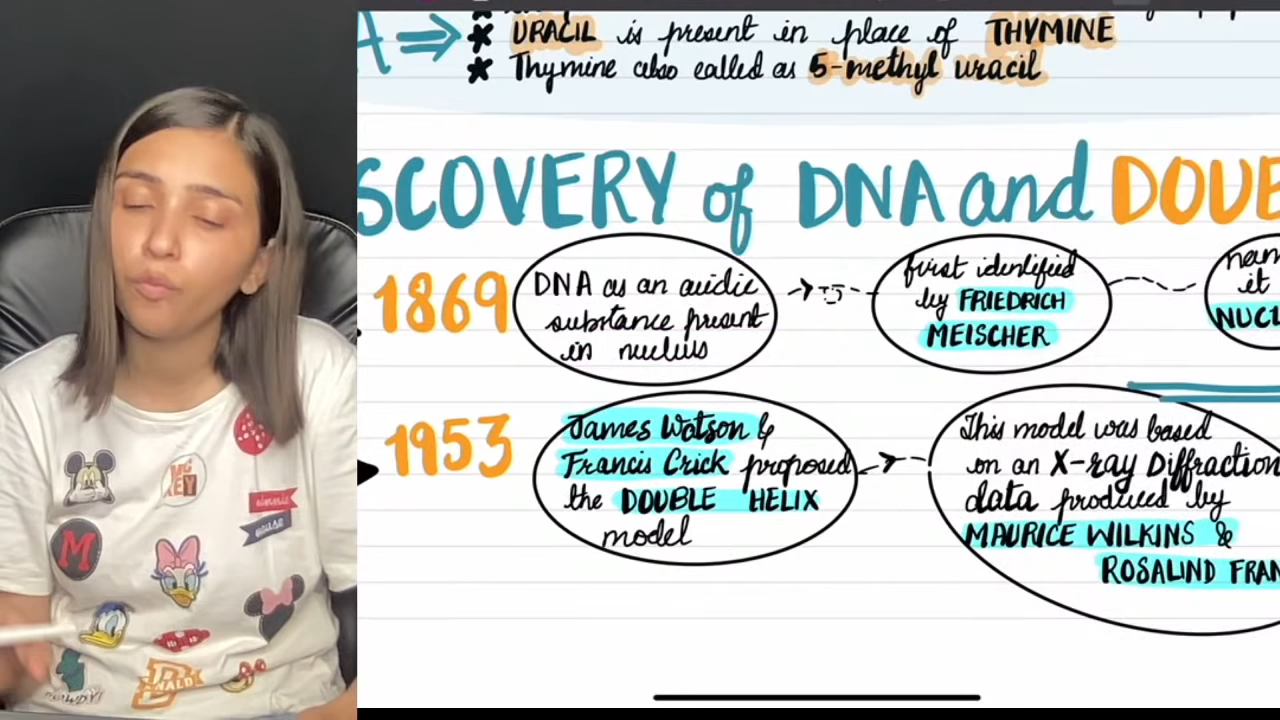 URACIL is present in place of THYMINE
Thymine also called as 5-methyl uracil
SCOVERY of DNA and DOUB
1869
DNA as an acidic
substance present
in nucleus
first identified
by FRIEDRICH
MEISCHER
nam
it
NUCL
1953
James Watson &
Francis Crick proposed
the DOUBLE HELIX
model
This model was based
on an X-ray Diffraction
data produced by
MAURICE WILKINS &
ROSALIND FRAN
M